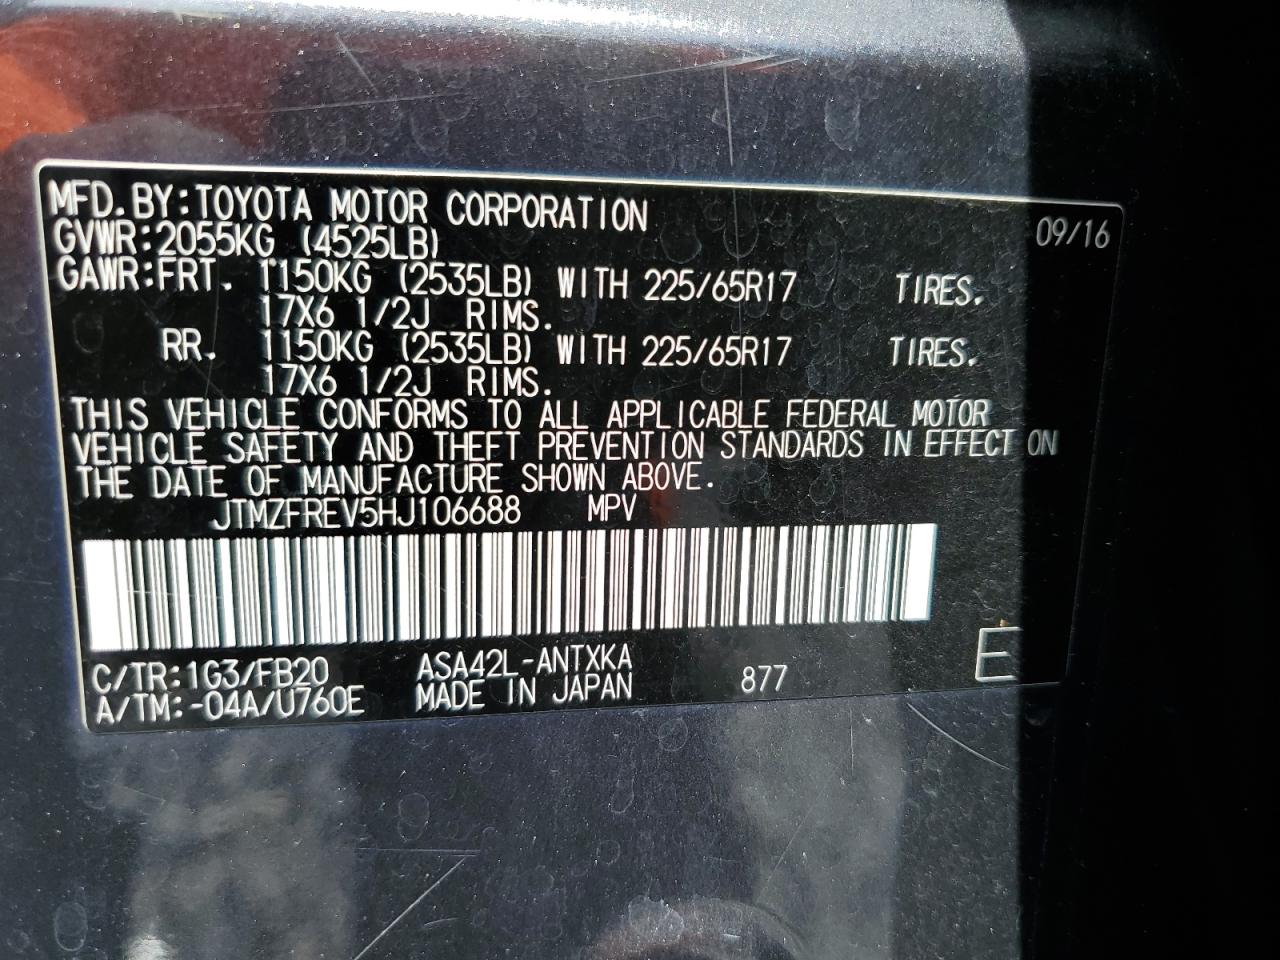 MFD. BY:TOYOTA MOTOR CORPORATION 09/16
GVWR:2055KG (4525LB)
GAWR:FRT. 1150KG (2535LB) WITH 225/65R17 TIRES.
17X6 1/2J RIMS.
RR. 1150KG (2535LB) WITH 225/65R17 TIRES.
17X6 1/2J RIMS.
THIS VEHICLE CONFORMS TO ALL APPLICABLE FEDERAL MOTOR
VEHICLE SAFETY AND THEFT PREVENTION STANDARDS IN EFFECT ON
THE DATE OF MANUFACTURE SHOWN ABOVE.
JTMZFREV5HJ106688 MPV
C/TR:1G3/FB20 ASA42L-ANTXKA 877 E
A/TM:-04A/U760E MADE IN JAPAN